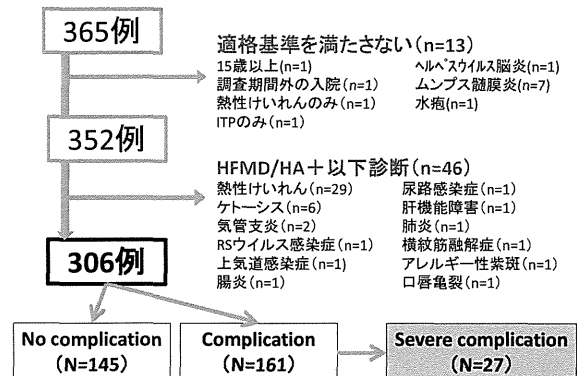 365例
適格基準を満たさない(n=13)
15歳以上(n=1)
調査期間外の入院(n=1)
熱性けいれんのみ(n=1)
ITPのみ(n=1)
ﾍﾙﾍﾟｽウイルス脳炎(n=1)
ムンプス髄膜炎(n=7)
水疱(n=1)
352例
HFMD/HA＋以下診断(n=46)
熱性けいれん(n=29)
ケトーシス(n=6)
気管支炎(n=2)
RSウイルス感染症(n=1)
上気道感染症(n=1)
腸炎(n=1)
尿路感染症(n=1)
肝機能障害(n=1)
肺炎(n=1)
横紋筋融解症(n=1)
アレルギー性紫斑(n=1)
口唇亀裂(n=1)
306例
No complication
(N=145)
Complication
(N=161)
Severe complication
(N=27)